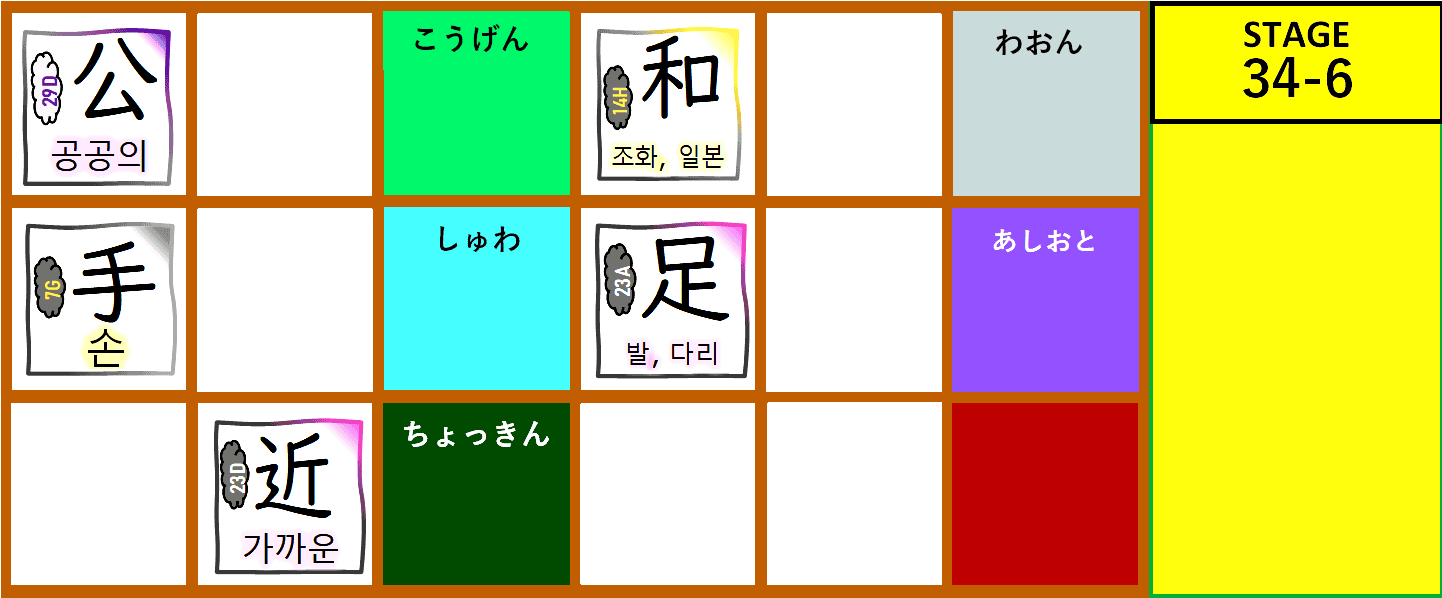 公
29D
공공의
こうげん
和
14H
조화, 일본
わおん
STAGE
34-6
手
7G
손
しゅわ
足
23A
발, 다리
あしおと
近
23D
가까운
ちょっきん